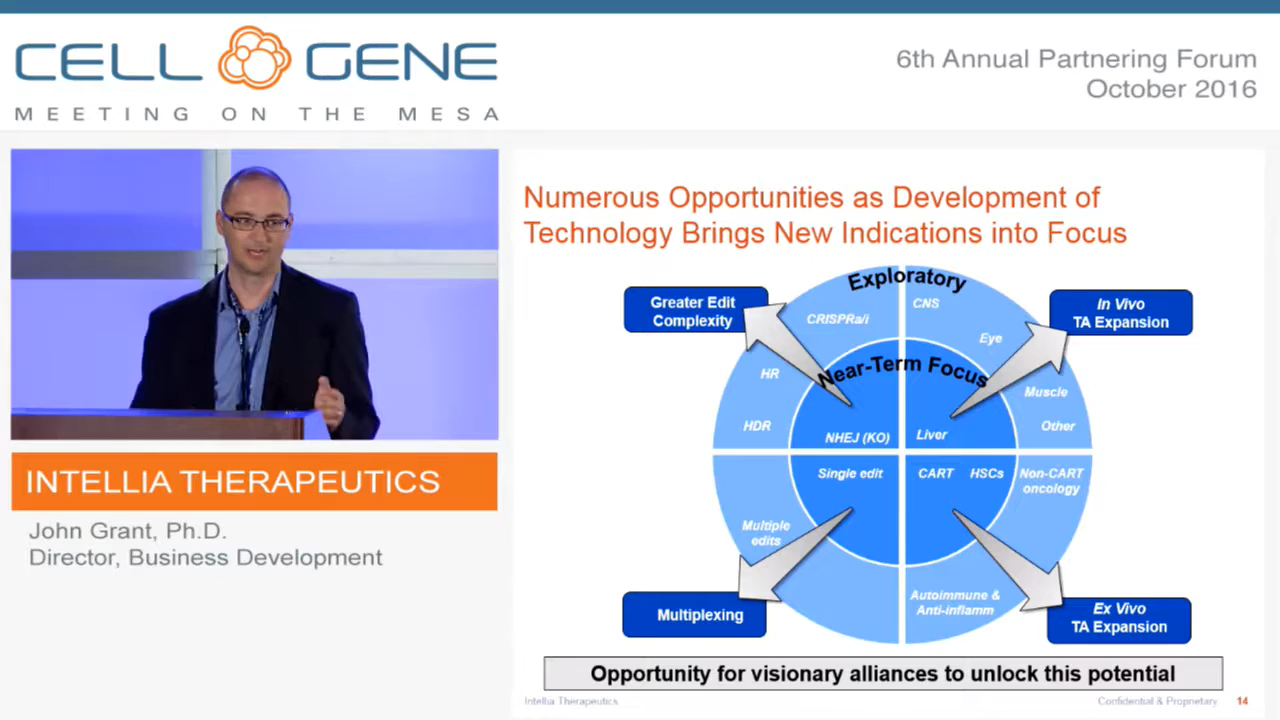 CELL GENE
MEETING ON THE MESA
6th Annual Partnering Forum
October 2016
INTELLIA THERAPEUTICS
John Grant, Ph.D.
Director, Business Development
Numerous Opportunities as Development of
Technology Brings New Indications into Focus
Exploratory
Greater Edit
Complexity
CRISPRa/i
CNS
In Vivo
TA Expansion
Eye
Near-Term Focus
HR
Muscle
HDR
Other
NHEJ (KO)
Liver
Single edit
CART
HSCs
Non-CART
oncology
Multiple
edits
Autoimmune &
Anti-inflamm
Multiplexing
Ex Vivo
TA Expansion
Opportunity for visionary alliances to unlock this potential
Intellia Therapeutics
Confidential & Proprietary
14